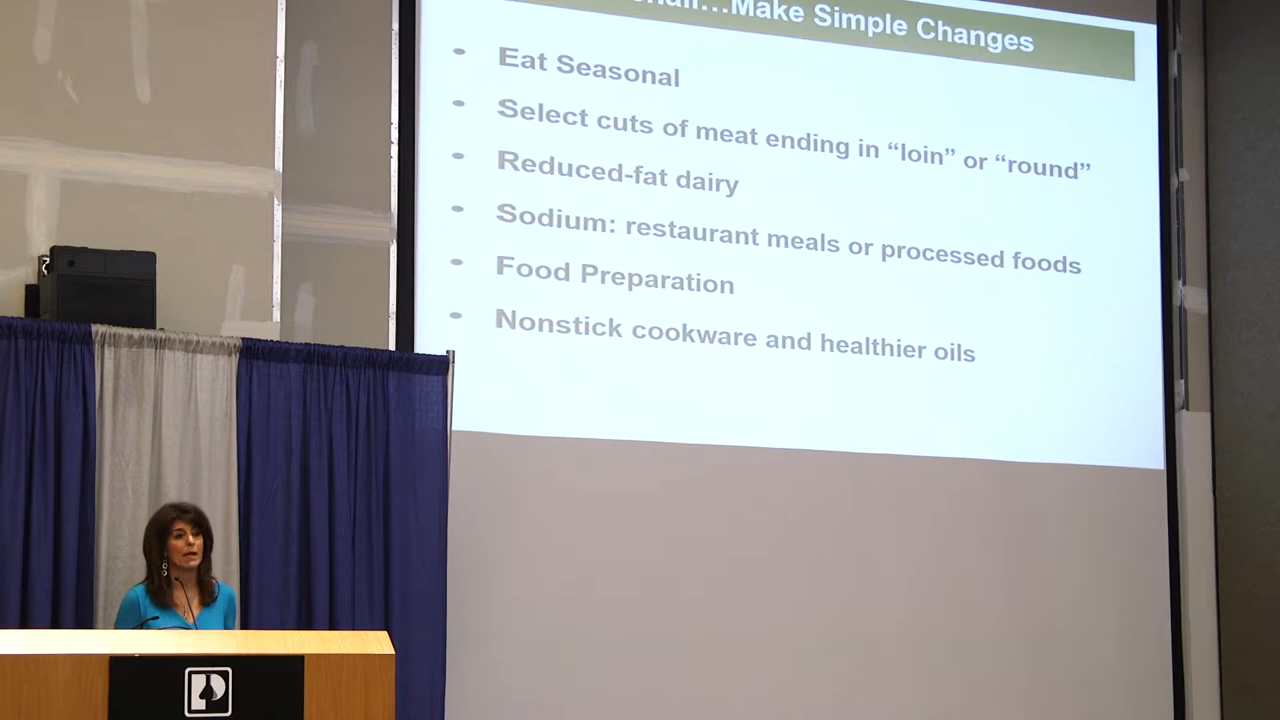 …Make Simple Changes
• Eat Seasonal
• Select cuts of meat ending in “loin” or “round”
• Reduced-fat dairy
• Sodium: restaurant meals or processed foods
• Food Preparation
• Nonstick cookware and healthier oils
P